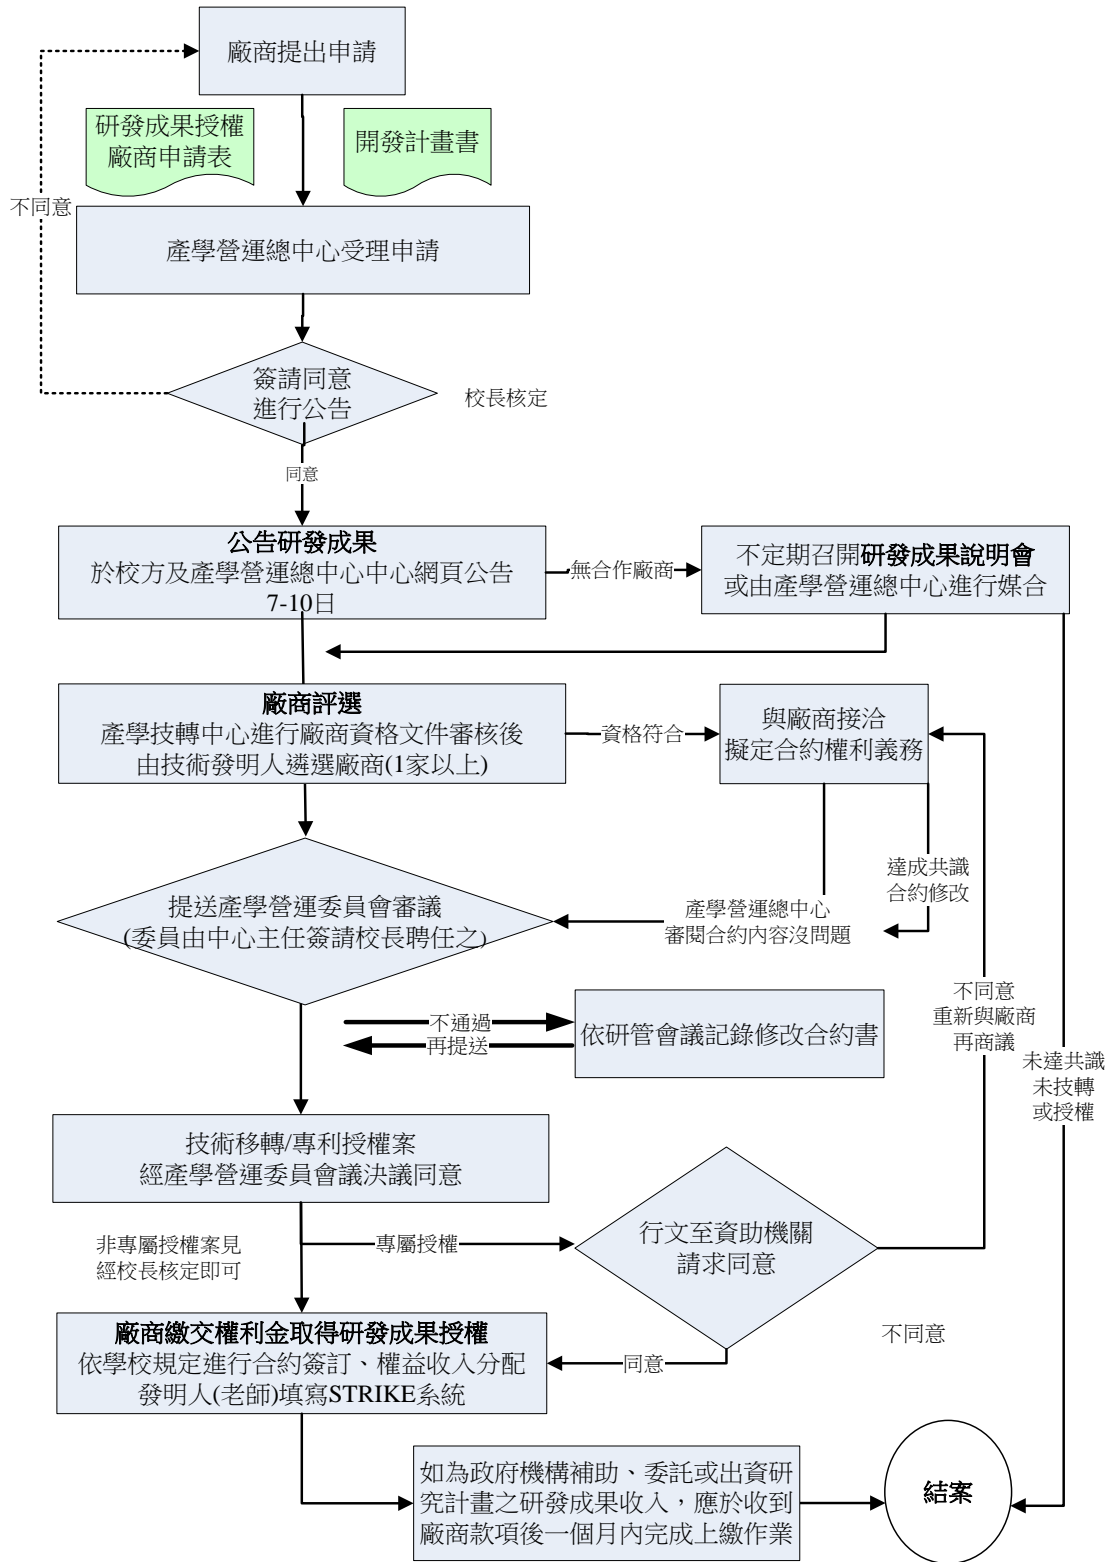 廠商提出申請
研發成果授權
廠商申請表
開發計畫書
不同意
產學營運總中心受理申請
簽請同意
進行公告
校長核定
同意
公告研發成果
於校方及產學營運總中心中心網頁公告
7-10日
無合作廠商
不定期召開研發成果說明會
或由產學營運總中心進行媒合
廠商評選
產學技轉中心進行廠商資格文件審核後
由技術發明人遴選廠商(1家以上)
資格符合
與廠商接洽
擬定合約權利義務
達成共識
合約修改
提送產學營運委員會審議
(委員由中心主任簽請校長聘任之)
產學營運總中心
審閱合約內容沒問題
不同意
重新與廠商
再商議
未達共識
未技轉
或授權
不通過
再提送
依研管會議記錄修改合約書
技術移轉/專利授權案
經產學營運委員會議決議同意
非專屬授權案見
經校長核定即可
專屬授權
行文至資助機關
請求同意
不同意
同意
廠商繳交權利金取得研發成果授權
依學校規定進行合約簽訂、權益收入分配
發明人(老師)填寫STRIKE系統
如為政府機構補助、委託或出資研
究計畫之研發成果收入，應於收到
廠商款項後一個月內完成上繳作業
結案